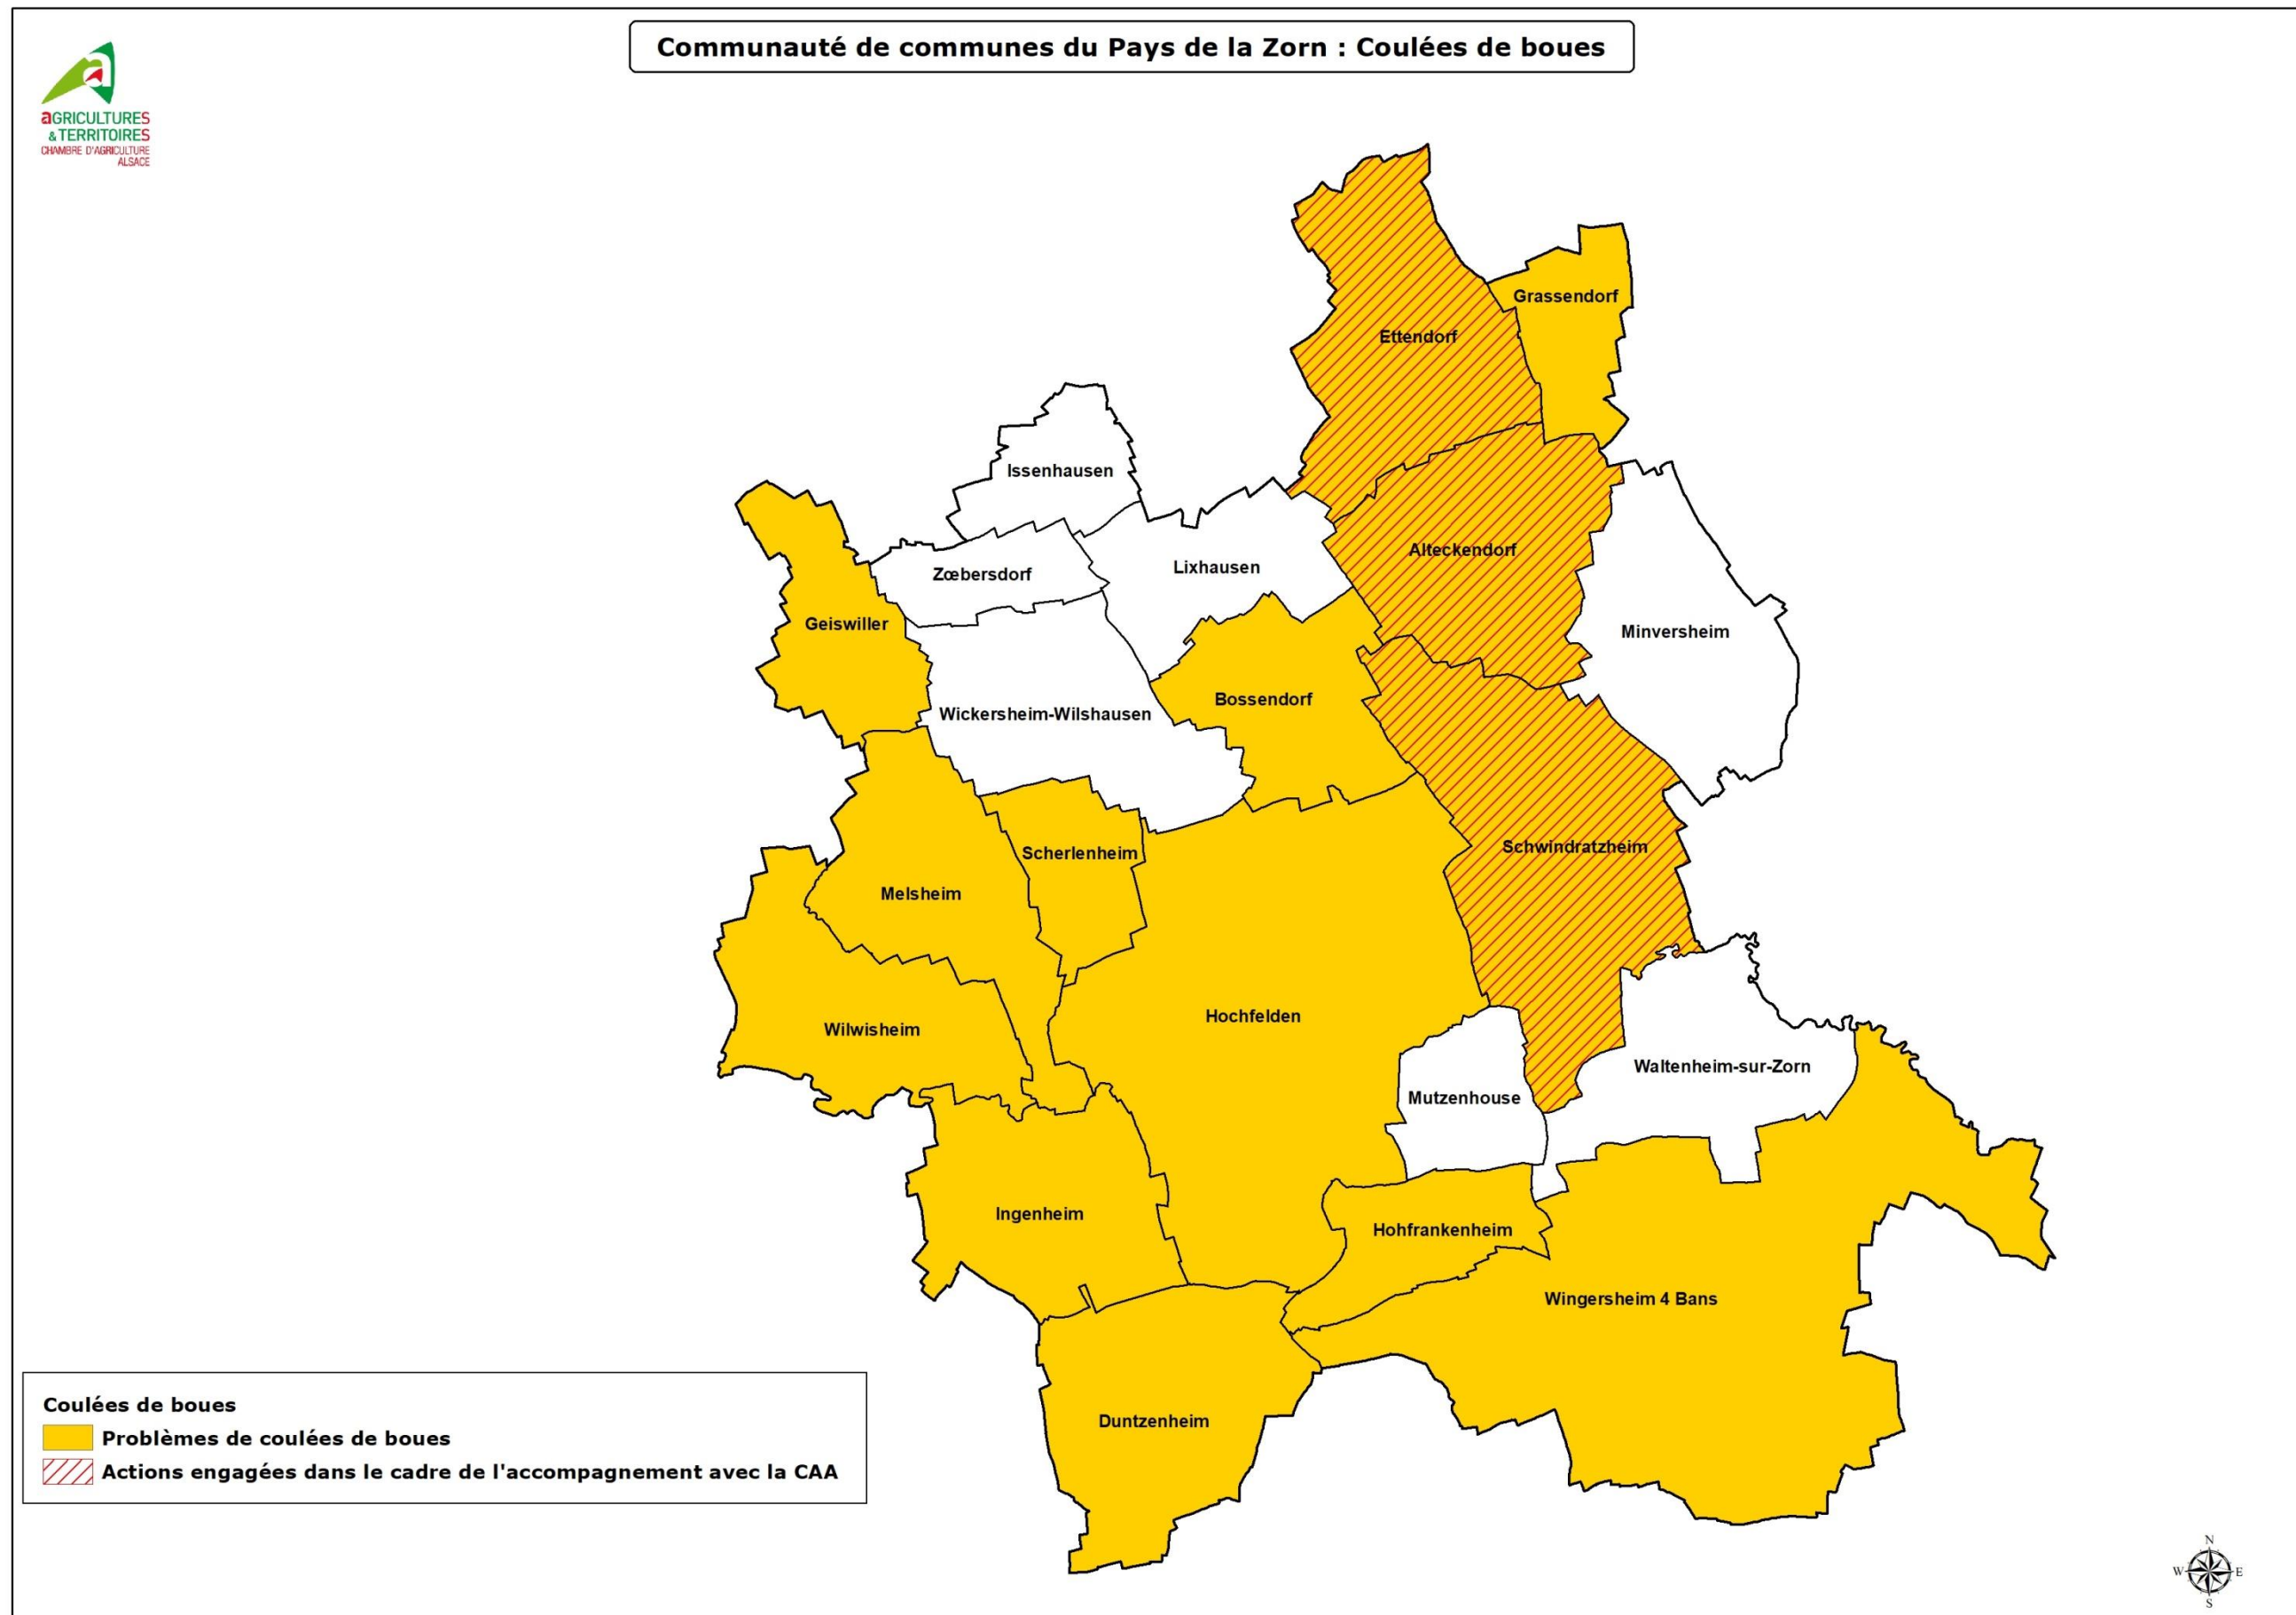 Communauté de communes du Pays de la Zorn : Coulées de boues
a
aGRICULTURES
& TERRITOIRES
CHAMBRE D'AGRICULTURE
ALSACE
Grassendorf
Ettendorf
Issenhausen
Alteckendorf
Lixhausen
Zœbersdorf
Geiswiller
Minversheim
Bossendorf
Wickersheim-Wilshausen
Schwindratzheim
Scherlenheim
Melsheim
Hochfelden
Wilwisheim
Waltenheim-sur-Zorn
Mutzenhouse
Ingenheim
Hohfrankenheim
Wingersheim 4 Bans
Duntzenheim
Coulées de boues
Problèmes de coulées de boues
Actions engagées dans le cadre de l'accompagnement avec la CAA
N
W E
S